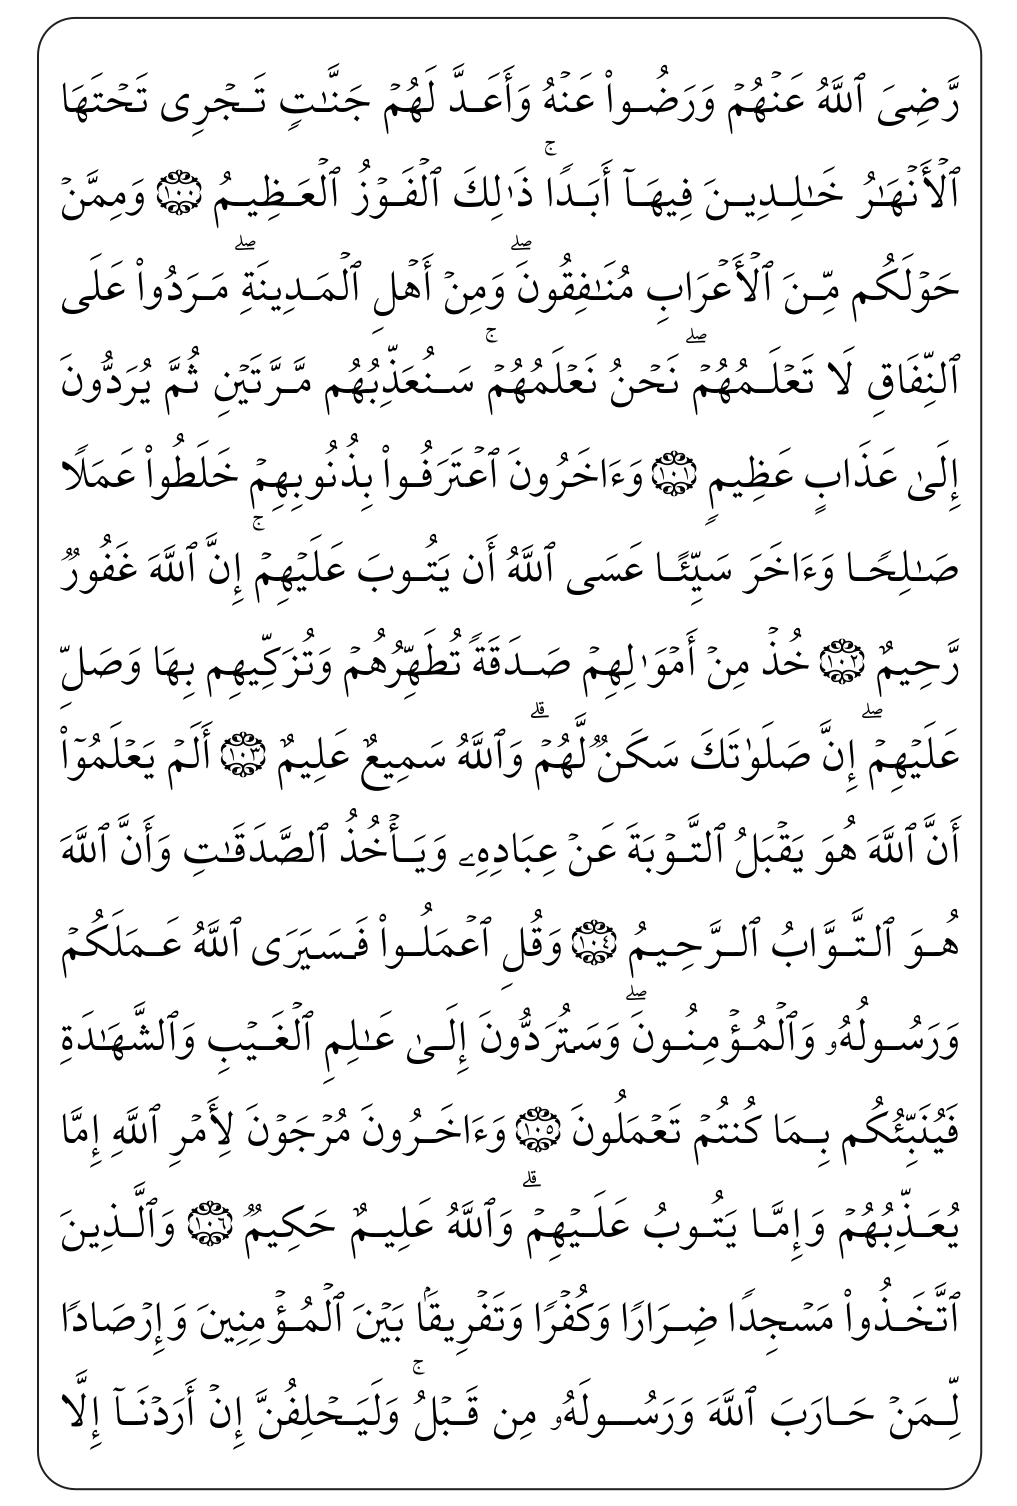 رَّضِىَ ٱللَّهُ عَنْهُمْ وَرَضُوا۟ عَنْهُ وَأَعَدَّ لَهُمْ جَنَّـٰتٍ تَجْرِى تَحْتَهَا
ٱلْأَنْهَـٰرُ خَـٰلِدِينَ فِيهَآ أَبَدًا ۚ ذَٰلِكَ ٱلْفَوْزُ ٱلْعَظِيمُ ١٠٠ وَمِمَّنْ
حَوْلَكُم مِّنَ ٱلْأَعْرَابِ مُنَـٰفِقُونَ ۖ وَمِنْ أَهْلِ ٱلْمَدِينَةِ ۖ مَرَدُوا۟ عَلَى
ٱلنِّفَاقِ لَا تَعْلَمُهُمْ ۖ نَحْنُ نَعْلَمُهُمْ ۚ سَنُعَذِّبُهُم مَّرَّتَيْنِ ثُمَّ يُرَدُّونَ
إِلَىٰ عَذَابٍ عَظِيمٍ ١٠١ وَءَاخَرُونَ ٱعْتَرَفُوا۟ بِذُنُوبِهِمْ خَلَطُوا۟ عَمَلًا
صَـٰلِحًا وَءَاخَرَ سَيِّئًا عَسَى ٱللَّهُ أَن يَتُوبَ عَلَيْهِمْ ۚ إِنَّ ٱللَّهَ غَفُورٌ
رَّحِيمٌ ١٠٢ خُذْ مِنْ أَمْوَٰلِهِمْ صَدَقَةً تُطَهِّرُهُمْ وَتُزَكِّيهِم بِهَا وَصَلِّ
عَلَيْهِمْ ۖ إِنَّ صَلَوٰتَكَ سَكَنٌ لَّهُمْ ۗ وَٱللَّهُ سَمِيعٌ عَلِيمٌ ١٠٣ أَلَمْ يَعْلَمُوٓا۟
أَنَّ ٱللَّهَ هُوَ يَقْبَلُ ٱلتَّوْبَةَ عَنْ عِبَادِهِۦ وَيَأْخُذُ ٱلصَّدَقَـٰتِ وَأَنَّ ٱللَّهَ
هُوَ ٱلتَّوَّابُ ٱلرَّحِيمُ ١٠٤ وَقُلِ ٱعْمَلُوا۟ فَسَيَرَى ٱللَّهُ عَمَلَكُمْ
وَرَسُولُهُۥ وَٱلْمُؤْمِنُونَ ۖ وَسَتُرَدُّونَ إِلَىٰ عَـٰلِمِ ٱلْغَيْبِ وَٱلشَّهَـٰدَةِ
فَيُنَبِّئُكُم بِمَا كُنتُمْ تَعْمَلُونَ ١٠٥ وَءَاخَرُونَ مُرْجَوْنَ لِأَمْرِ ٱللَّهِ إِمَّا
يُعَذِّبُهُمْ وَإِمَّا يَتُوبُ عَلَيْهِمْ ۗ وَٱللَّهُ عَلِيمٌ حَكِيمٌ ١٠٦ وَٱلَّذِينَ
ٱتَّخَذُوا۟ مَسْجِدًا ضِرَارًا وَكُفْرًا وَتَفْرِيقًۢا بَيْنَ ٱلْمُؤْمِنِينَ وَإِرْصَادًا
لِّمَنْ حَارَبَ ٱللَّهَ وَرَسُولَهُۥ مِن قَبْلُ ۚ وَلَيَحْلِفُنَّ إِنْ أَرَدْنَآ إِلَّا